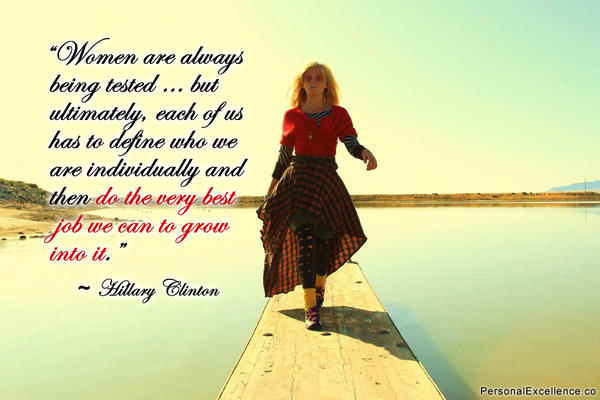 “Women are always
being tested ... but
ultimately, each of us
has to define who we
are individually and
then do the very best
job we can to grow
into it.”
~ Hillary Clinton
PersonalExcellence.co